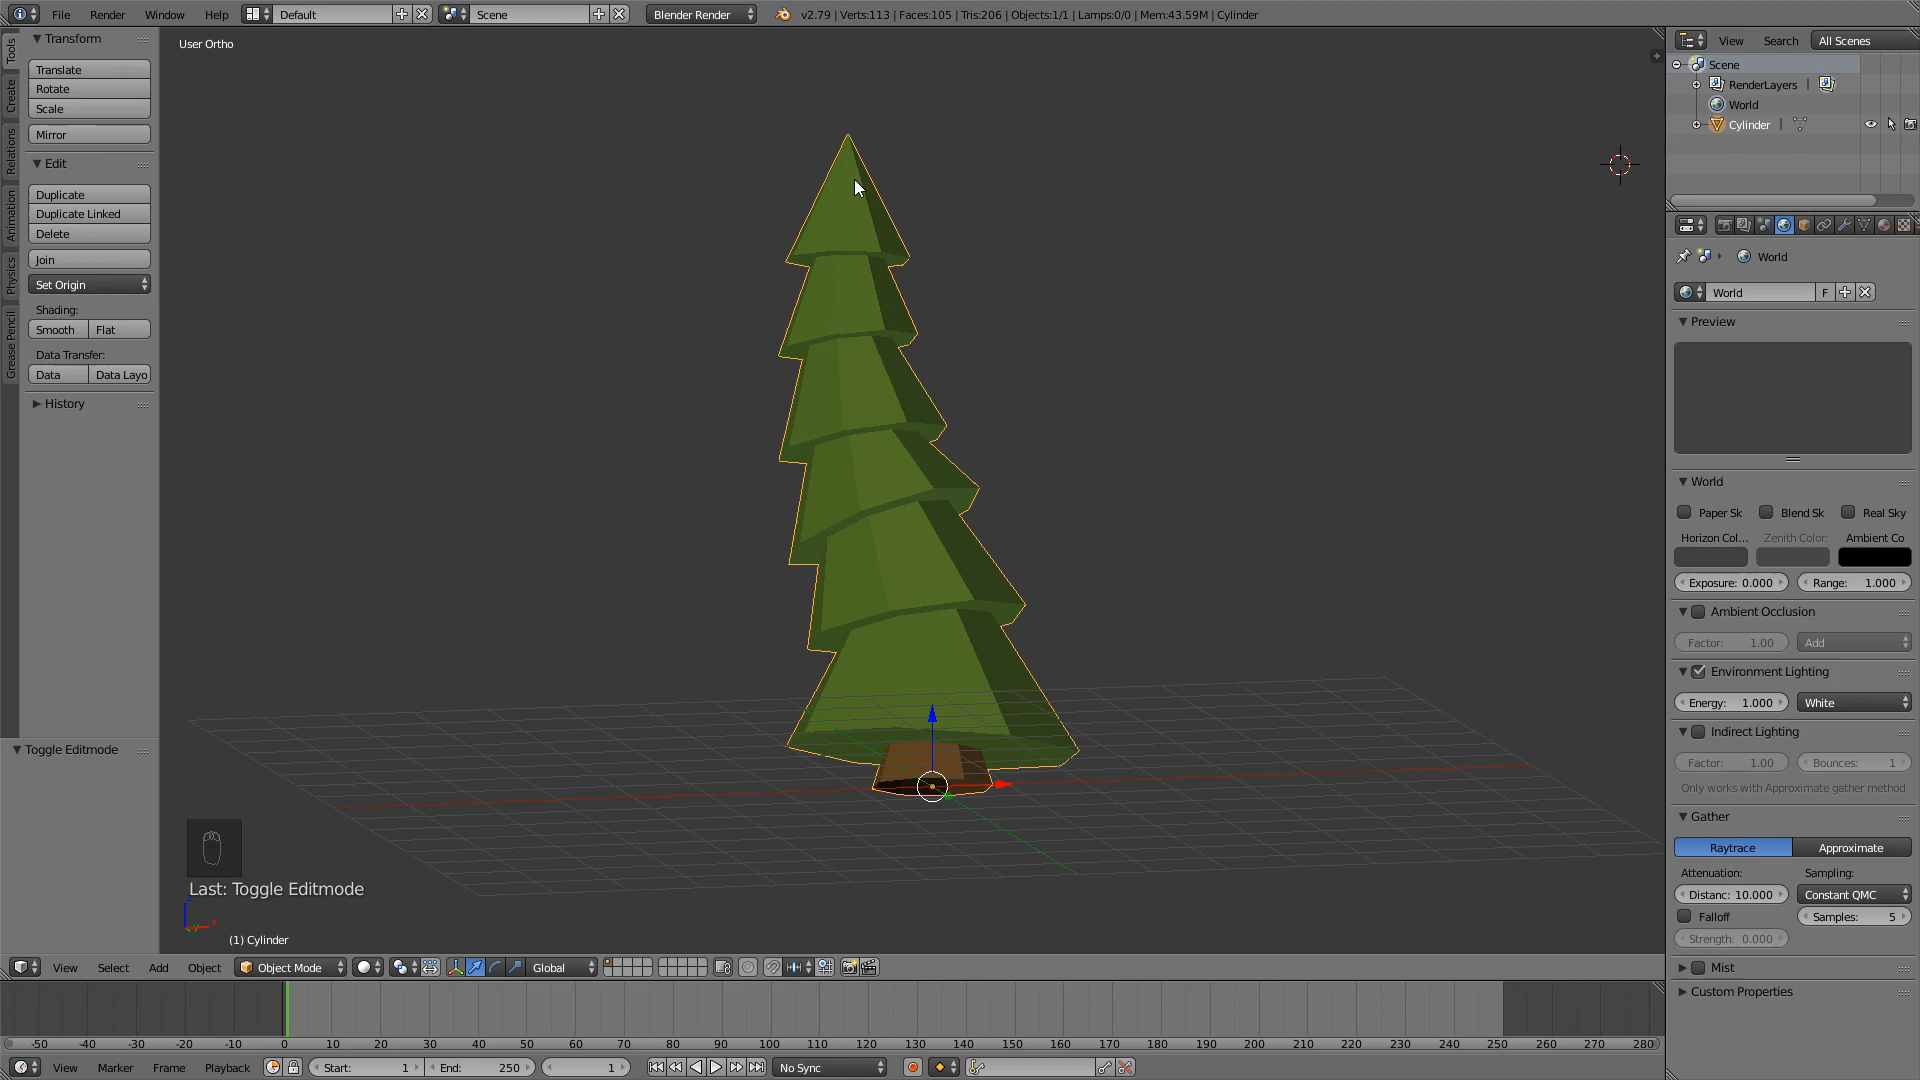 File Render Window Help Default Scene Blender Render v2.79 | Verts:113 | Faces:105 | Tris:206 | Objects:1/1 | Lamps:0/0 | Mem:43.59M | Cylinder
Tools
Create
Relations
Animation
Physics
Grease Pencil
Transform
Translate
Rotate
Scale
Mirror
Edit
Duplicate
Duplicate Linked
Delete
Join
Set Origin
Shading:
Smooth Flat
Data Transfer:
Data Data Layo
History
Toggle Editmode
User Ortho
Last: Toggle Editmode
(1) Cylinder
View Select Add Object Object Mode Global
-50 -40 -30 -20 -10 0 10 20 30 40 50 60 70 80 90 100 110 120 130 140 150 160 170 180 190 200 210 220 230 240 250 260 270 280
View Marker Frame Playback Start: 1 End: 250 1 No Sync
View Search All Scenes
Scene
RenderLayers |
World
Cylinder |
World
World F
Preview
World
Paper Sk Blend Sk Real Sky
Horizon Col... Zenith Color: Ambient Co
Exposure: 0.000 Range: 1.000
Ambient Occlusion
Factor: 1.00 Add
Environment Lighting
Energy: 1.000 White
Indirect Lighting
Factor: 1.00 Bounces: 1
Only works with Approximate gather method
Gather
Raytrace Approximate
Attenuation: Sampling:
Distanc: 10.000 Constant QMC
Falloff Samples: 5
Strength: 0.000
Mist
Custom Properties